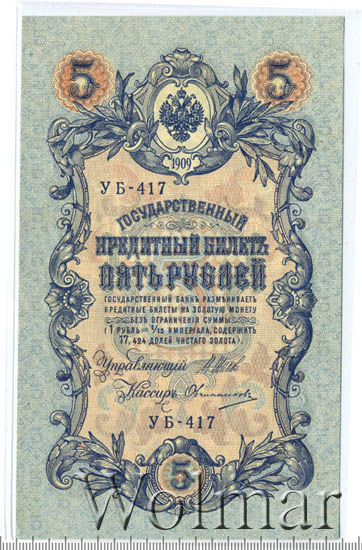 5 5
1909
УБ-417
ГОСУДАРСТВЕННЫЙ
КРЕДИТНЫЙ БИЛЕТЪ
ПЯТЬ РУБЛЕЙ
ГОСУДАРСТВЕННЫЙ БАНКЪ РАЗМѢНИВАЕТЪ
КРЕДИТНЫЕ БИЛЕТЫ НА ЗОЛОТУЮ МОНЕТУ
БЕЗЪ ОГРАНИЧЕНІЯ СУММЫ
(1 РУБЛЬ = 1/15 ИМПЕРІАЛА, СОДЕРЖИТЪ
17,424 ДОЛЕЙ ЧИСТАГО ЗОЛОТА).
Управляющій
Кассиръ Овчинниковъ
УБ-417
5
Wolmar